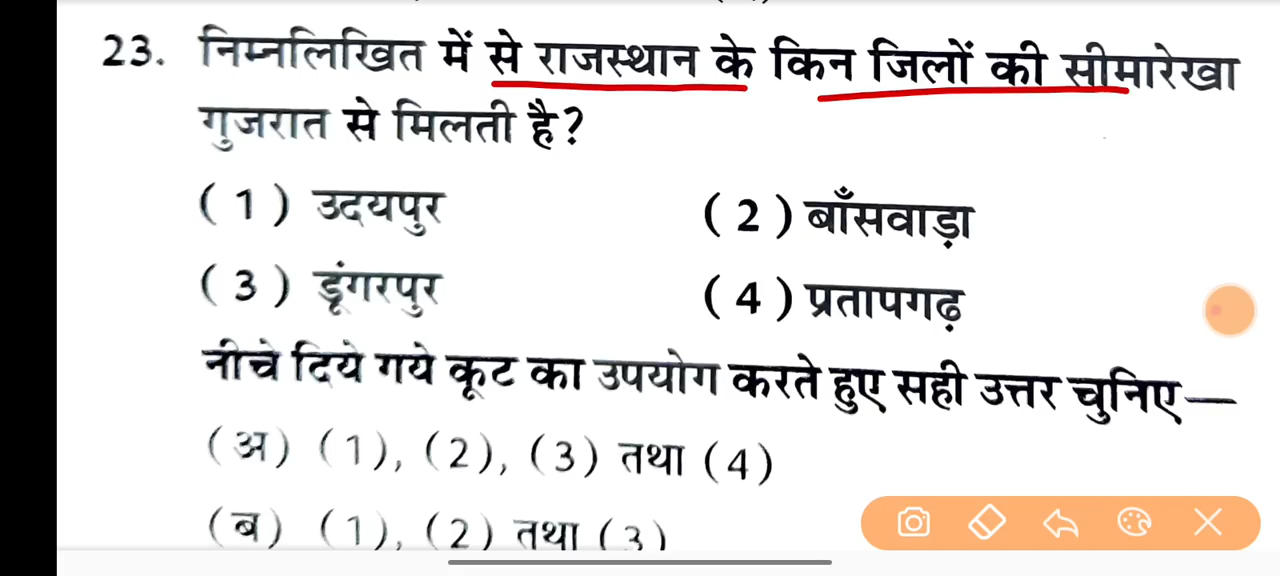 23. निम्नलिखित में से राजस्थान के किन जिलों की सीमारेखा
गुजरात से मिलती है?
(1) उदयपुर (2) बाँसवाड़ा
(3) डूंगरपुर (4) प्रतापगढ़
नीचे दिये गये कूट का उपयोग करते हुए सही उत्तर चुनिए—
(अ) (1), (2), (3) तथा (4)
(ब) (1), (2) तथा (3)